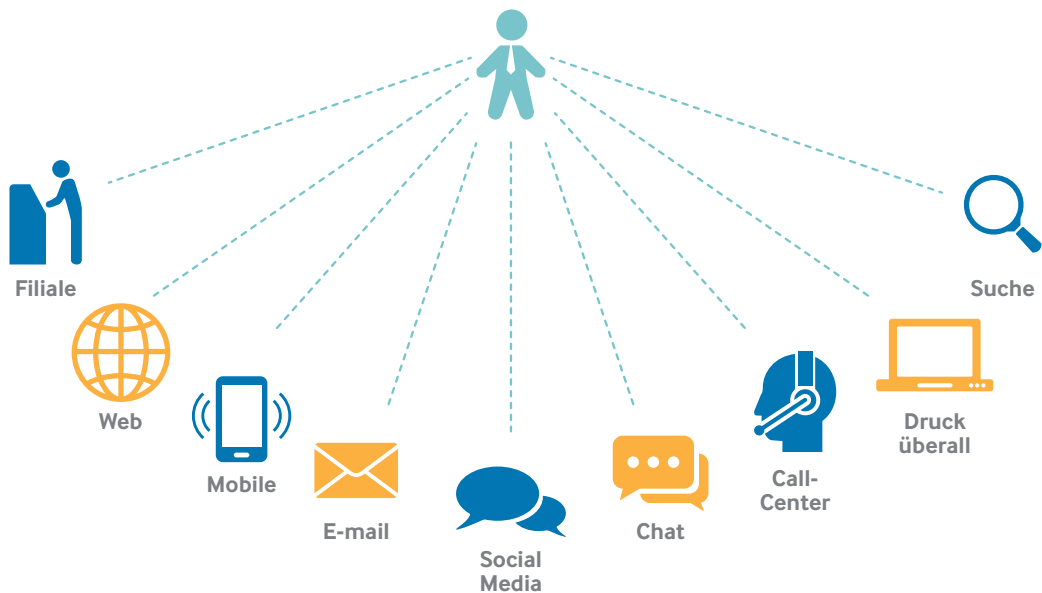 Filiale
Web
Mobile
E-mail
Social
Media
Chat
Call-
Center
Druck
überall
Suche